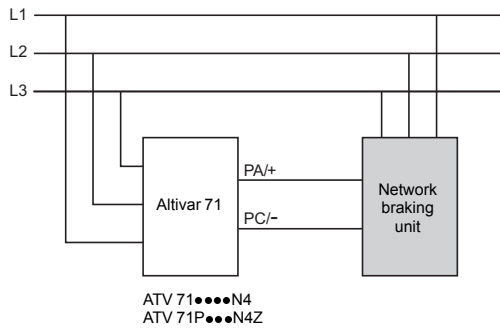 L1
L2
L3
PA/+
Altivar 71
PC/-
Network
braking
unit
ATV 71●●●●N4
ATV 71P●●●N4Z